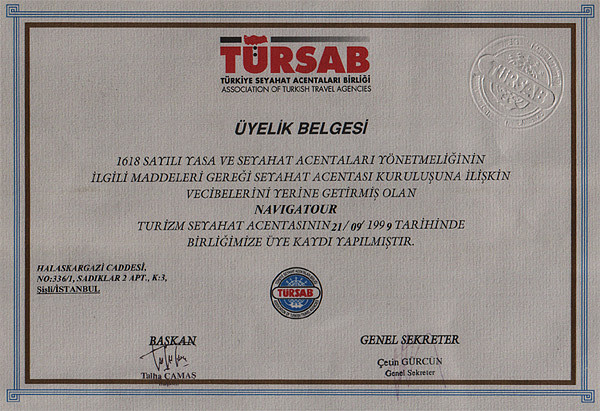 TÜRSAB
TÜRKİYE SEYAHAT ACENTALARI BİRLİĞİ
ASSOCIATION OF TURKISH TRAVEL AGENCIES
TÜRSAB
ÜYELİK BELGESİ
1618 SAYILI YASA VE SEYAHAT ACENTALARI YÖNETMELİĞİNİN
İLGİLİ MADDELERİ GEREĞİ SEYAHAT ACENTASI KURULUŞUNA İLİŞKİN
VECİBELERİNİ YERİNE GETİRMİŞ OLAN
NAVIGATOUR
TURİZM SEYAHAT ACENTASININ 21/09/1999 TARİHİNDE
BİRLİĞİMİZE ÜYE KAYDI YAPILMIŞTIR.
HALASKARGAZİ CADDESİ,
NO:336/1, SADIKLAR 2 APT., K:3,
Şişli/İSTANBUL
TÜRSAB
BAŞKAN
Talha ÇAMAŞ
GENEL SEKRETER
Çetin GÜRCÜN
Genel Sekreter